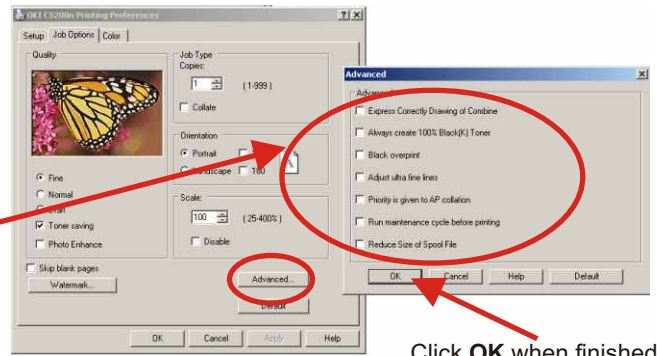 OKI C5200n Printing Preferences
Setup Job Options Color
Quality
Fine
Normal
Toner saving
Photo Enhance
Skip blank pages
Watermark...
Job Type
Copies:
1 (1-999)
Collate
Orientation
Portrait
Landscape 180
A
Scale:
100 (25-400%)
Disable
Advanced...
Default
OK Cancel Apply Help
Advanced
Express Correctly Drawing of Combine
Always create 100% Black(K) Toner
Black overprint
Adjust ultra fine lines
Priority is given to AP collation
Run maintenance cycle before printing
Reduce Size of Spool File
OK Cancel Help Default
Click OK when finished